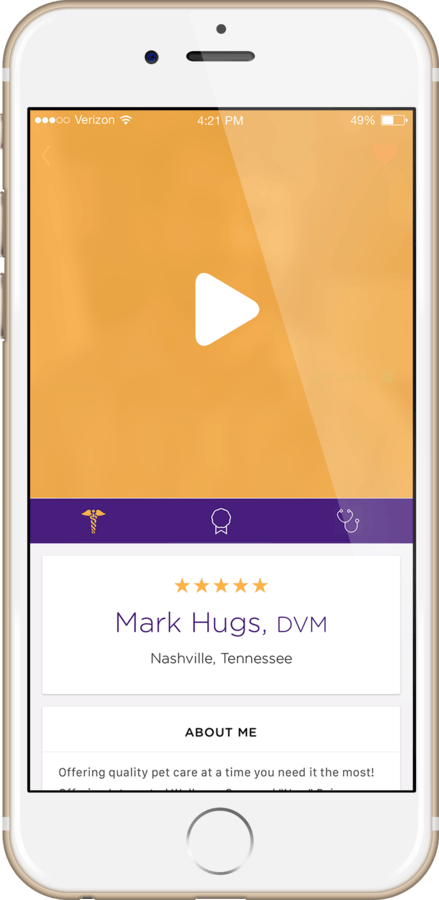 Verizon 4:21 PM 49%
Mark Hugs, DVM
Nashville, Tennessee
ABOUT ME
Offering quality pet care at a time you need it the most!